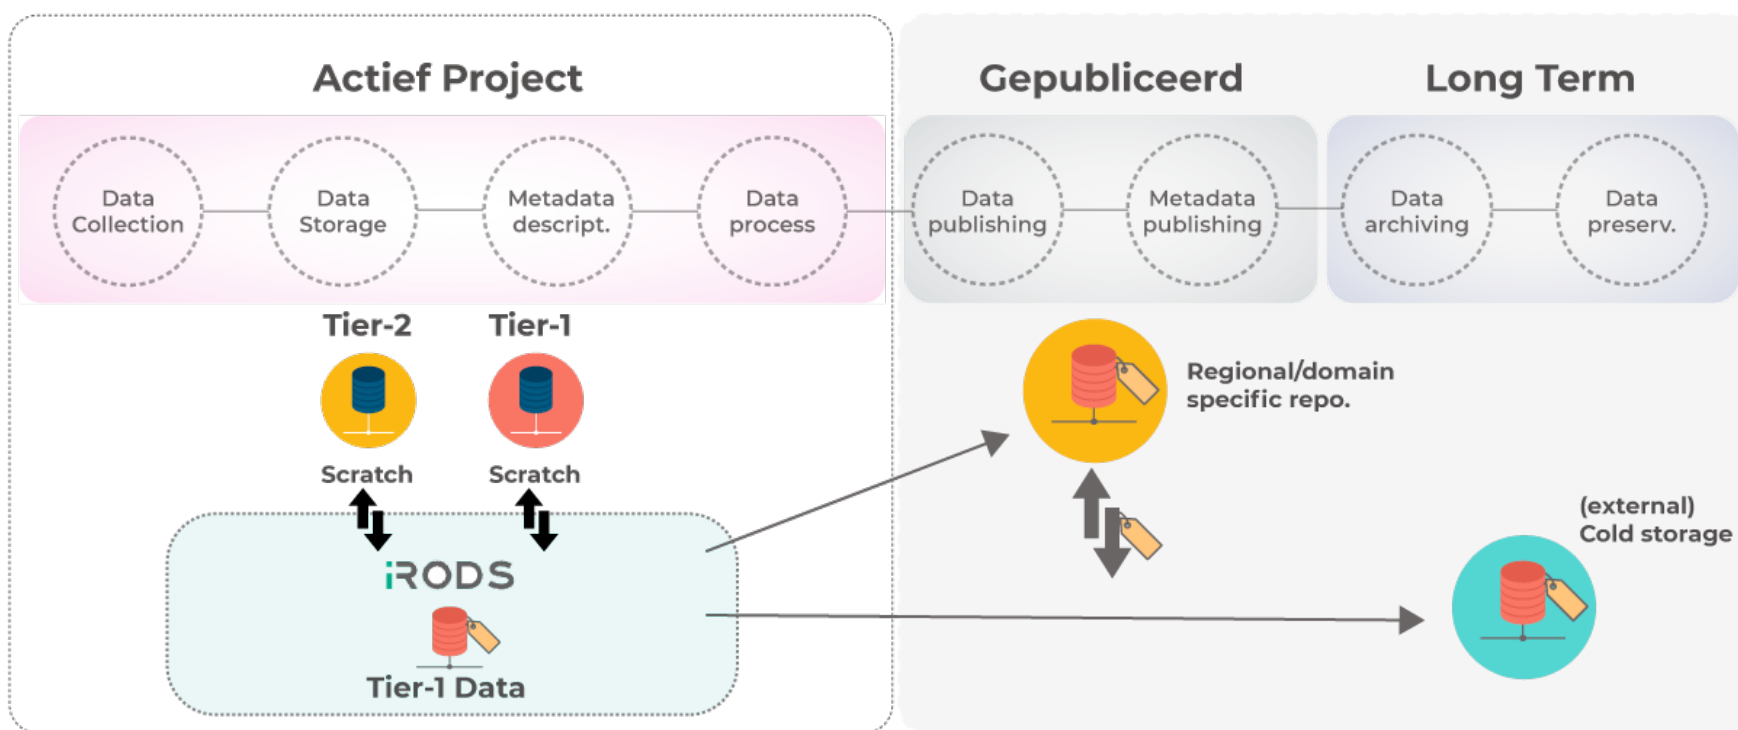 Actief Project
Gepubliceerd
Long Term
Data
Collection
Data
Storage
Metadata
descript.
Data
process
Data
publishing
Metadata
publishing
Data
archiving
Data
preserv.
Tier-2
Tier-1
Scratch
Scratch
iRODS
Tier-1 Data
Regional/domain
specific repo.
(external)
Cold storage